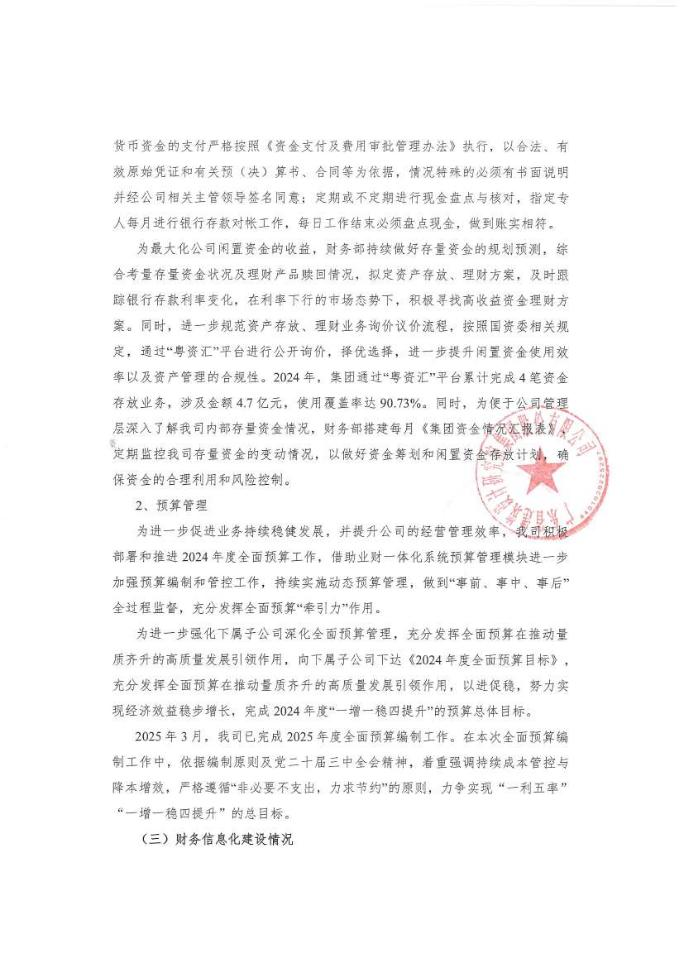 货币资金的支付严格按照《资金支付及费用审批管理办法》执行，以合法、有
效原始凭证和有关预（决）算书、合同等为依据，情况特殊的必须有书面说明
并经公司相关主管领导签名同意；定期或不定期进行现金盘点与核对，指定专
人每月进行银行存款对帐工作，每日工作结束必须盘点现金，做到账实相符。
为最大化公司闲置资金的收益，财务部持续做好存量资金的规划预测，综
合考量存量资金状况及理财产品赎回情况，拟定资产存放、理财方案，及时跟
踪银行存款利率变化，在利率下行的市场态势下，积极寻找高收益资金理财方
案。同时，进一步规范资产存放、理财业务询价议价流程，按照国资委相关规
定，通过“粤资汇”平台进行公开询价，择优选择，进一步提升闲置资金使用效
率以及资产管理的合规性。2024 年，集团通过“粤资汇”平台累计完成 4 笔资金
存放业务，涉及金额 4.7 亿元，使用覆盖率达 90.73%。同时，为便于公司管理
层深入了解我司内部存量资金情况，财务部搭建每月《集团资金情况汇报表》，
定期监控我司存量资金的变动情况，以做好资金筹划和闲置资金存放计划，确
保资金的合理利用和风险控制。
2、预算管理
为进一步促进业务持续稳健发展，并提升公司的经营管理效率，我司积极
部署和推进 2024 年度全面预算工作，借助业财一体化系统预算管理模块进一步
加强预算编制和管控工作，持续实施动态预算管理，做到“事前、事中、事后”
全过程监督，充分发挥全面预算“牵引力”作用。
为进一步强化下属子公司深化全面预算管理，充分发挥全面预算在推动量
质齐升的高质量发展引领作用，向下属子公司下达《2024 年度全面预算目标》，
充分发挥全面预算在推动量质齐升的高质量发展引领作用，以进促稳，努力实
现经济效益稳步增长，完成 2024 年度“一增一稳四提升”的预算总体目标。
2025 年 3 月，我司已完成 2025 年度全面预算编制工作。在本次全面预算编
制工作中，依据编制原则及党二十届三中全会精神，着重强调持续成本管控与
降本增效，严格遵循“非必要不支出，力求节约”的原则，力争实现“一利五率”
“一增一稳四提升”的总目标。
（三）财务信息化建设情况